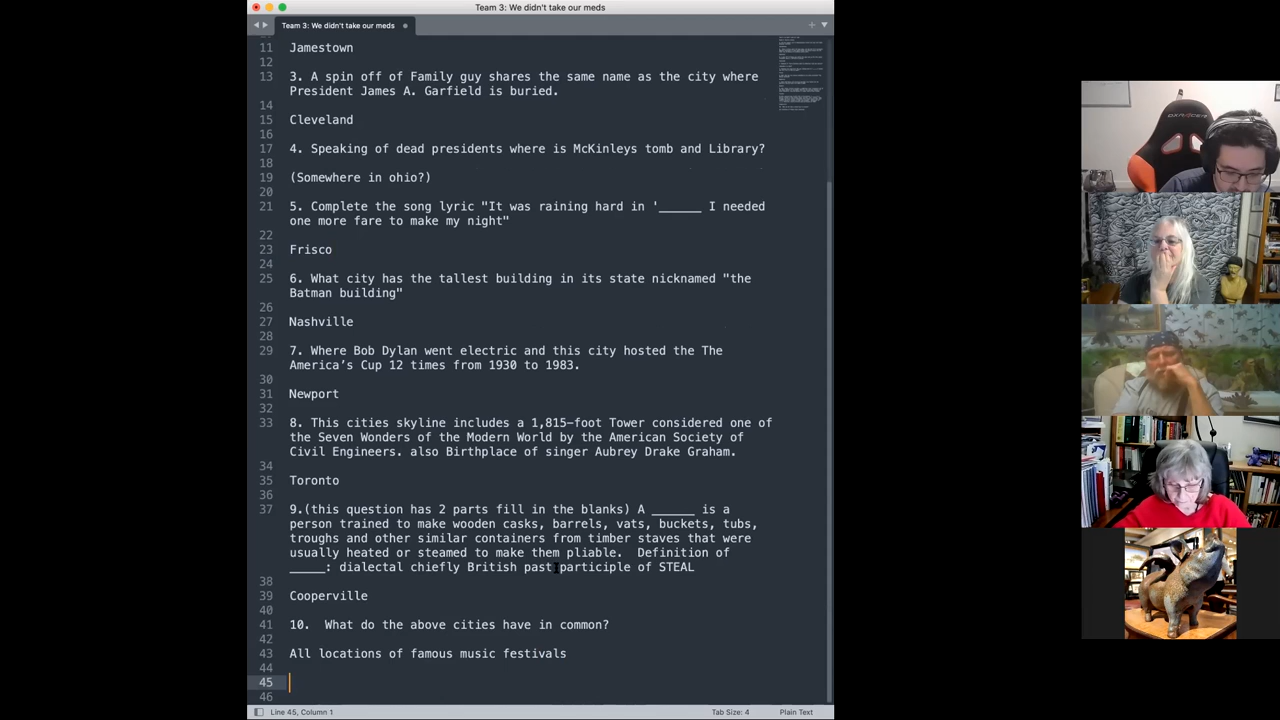 Team 3: We didn't take our meds
Team 3: We didn't take our meds
11 Jamestown
12
13 3. A spin off of Family guy shares the same name as the city where
President James A. Garfield is buried.
14
15 Cleveland
16
17 4. Speaking of dead presidents where is McKinleys tomb and Library?
18
19 (Somewhere in ohio?)
20
21 5. Complete the song lyric "It was raining hard in '______ I needed
one more fare to make my night"
22
23 Frisco
24
25 6. What city has the tallest building in its state nicknamed "the
Batman building"
26
27 Nashville
28
29 7. Where Bob Dylan went electric and this city hosted the The
America’s Cup 12 times from 1930 to 1983.
30
31 Newport
32
33 8. This cities skyline includes a 1,815-foot Tower considered one of
the Seven Wonders of the Modern World by the American Society of
Civil Engineers. also Birthplace of singer Aubrey Drake Graham.
34
35 Toronto
36
37 9.(this question has 2 parts fill in the blanks) A ______ is a
person trained to make wooden casks, barrels, vats, buckets, tubs,
troughs and other similar containers from timber staves that were
usually heated or steamed to make them pliable.  Definition of
_____: dialectal chiefly British past participle of STEAL
38
39 Cooperville
40
41 10.  What do the above cities have in common?
42
43 All locations of famous music festivals
44
45
46
Line 45, Column 1
Tab Size: 4
Plain Text
DXRACER